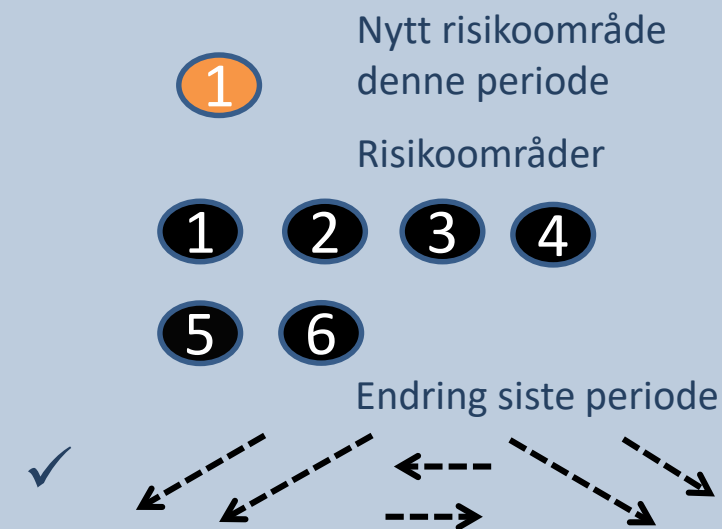 Nytt risikoområde
1 denne periode
Risikoområder
1 2 3 4
5 6
Endring siste periode